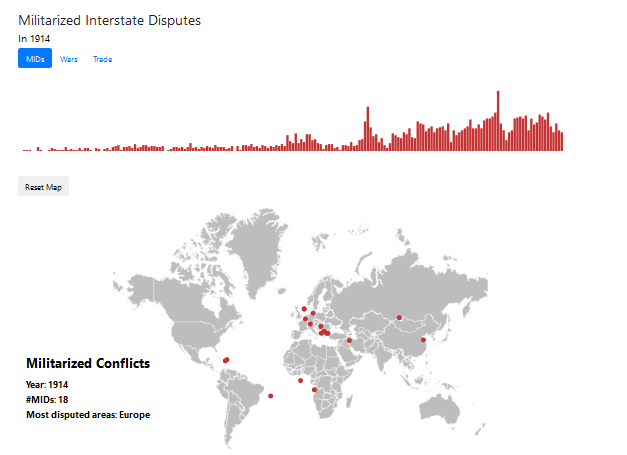 Militarized Interstate Disputes
In 1914
MIDs Wars Trade
Reset Map
Militarized Conflicts
Year: 1914
#MIDs: 18
Most disputed areas: Europe